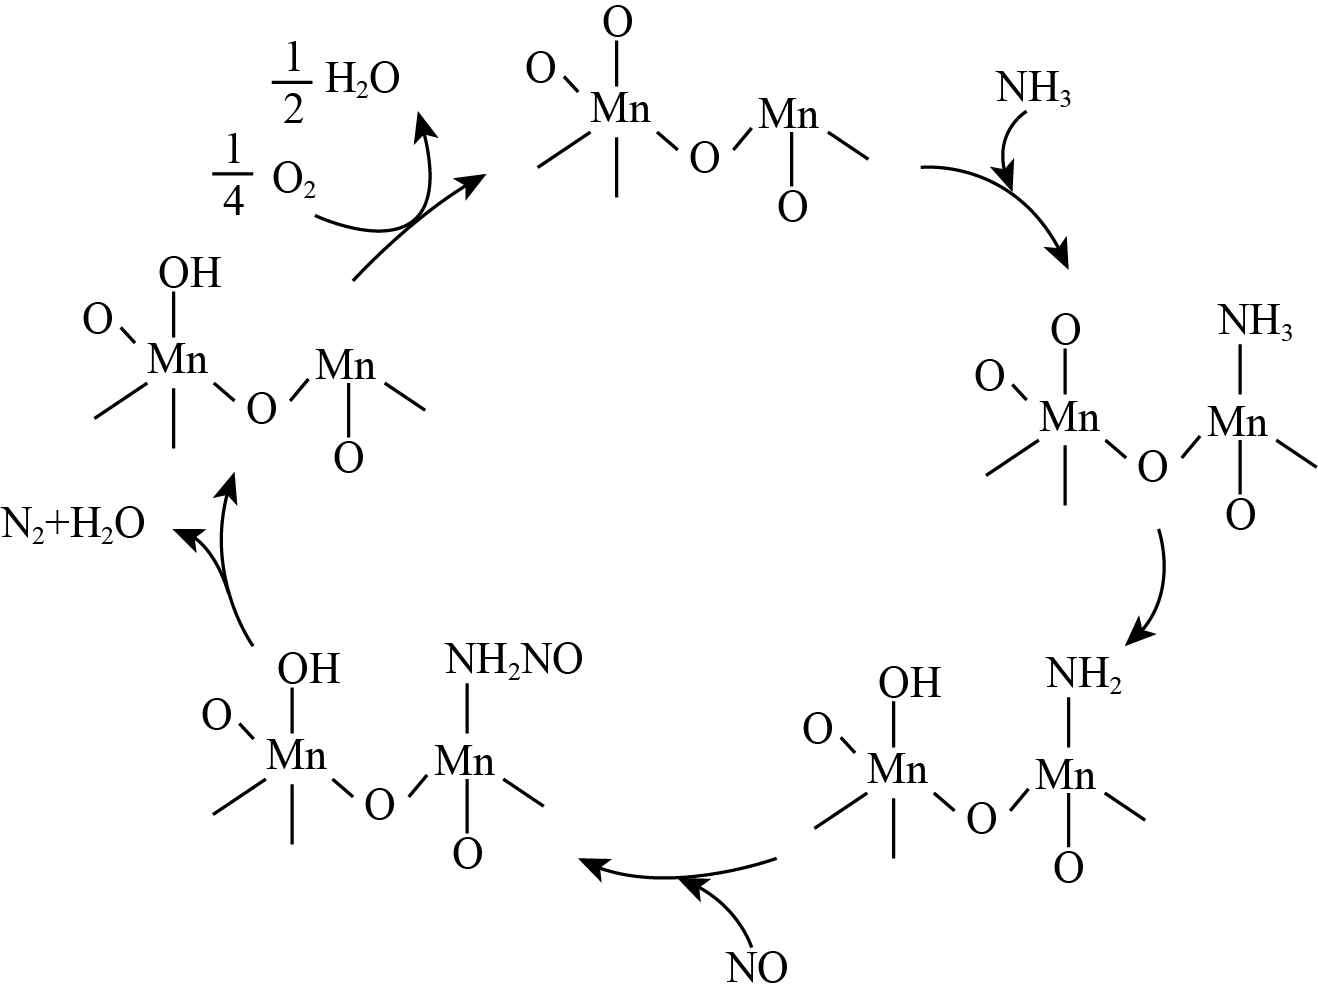 1/2 H₂O
1/4 O₂
O
O
Mn
O
Mn
O
NH₃
O
O
Mn
O
NH₃
Mn
O
OH
O
Mn
O
NH₂
Mn
O
NO
OH
O
Mn
O
NH₂NO
Mn
O
N₂+H₂O
OH
O
Mn
O
Mn
O